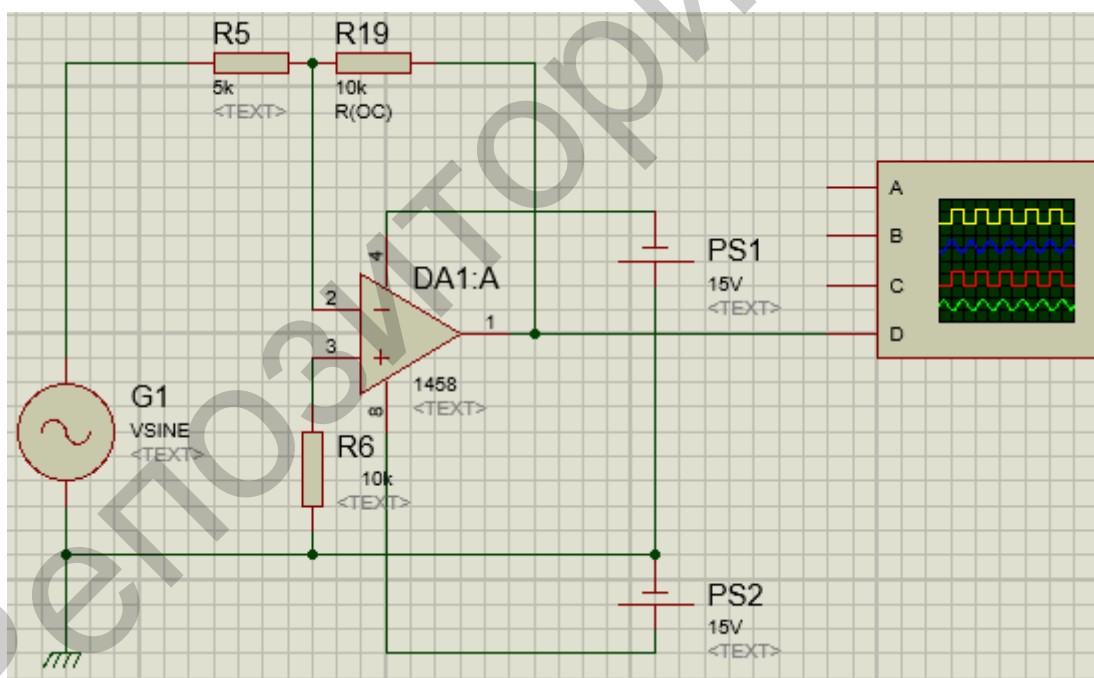 R5
5k
<TEXT>
R19
10k
R(OC)
A
B
C
D
PS1
15V
<TEXT>
4
DA1:A
2
3
1
8
1458
<TEXT>
G1
VSINE
<TEXT>
R6
10k
<TEXT>
PS2
15V
<TEXT>
Репозитори